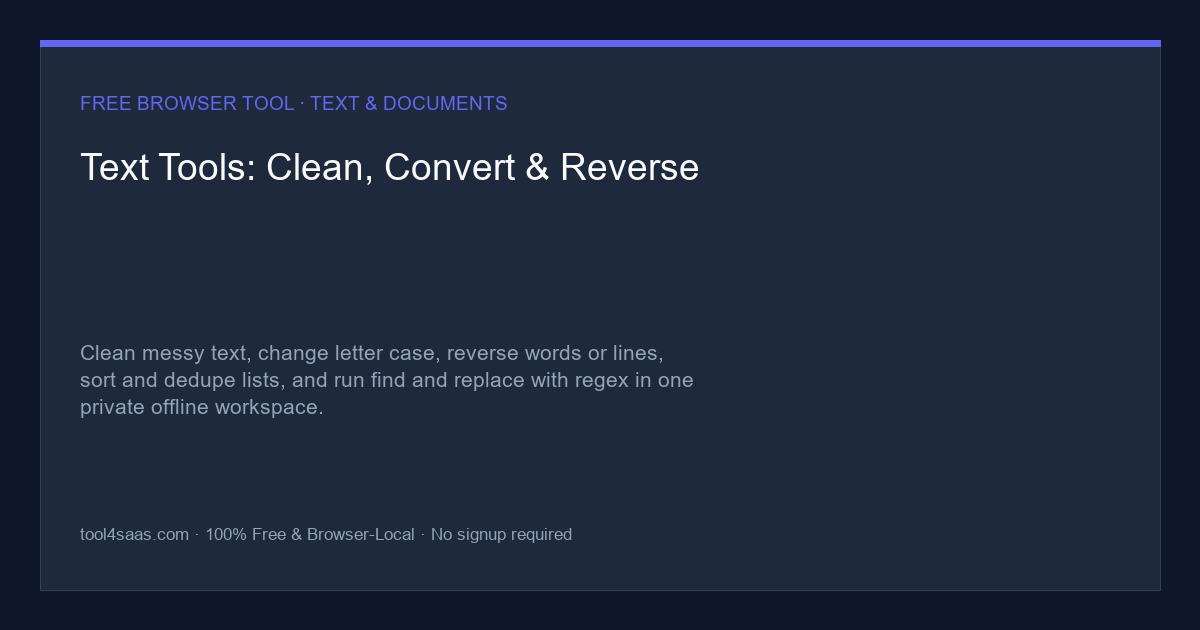 FREE BROWSER TOOL · TEXT & DOCUMENTS
Text Tools: Clean, Convert & Reverse
Clean messy text, change letter case, reverse words or lines,
sort and dedupe lists, and run find and replace with regex in one
private offline workspace.
tool4saas.com · 100% Free & Browser-Local · No signup required